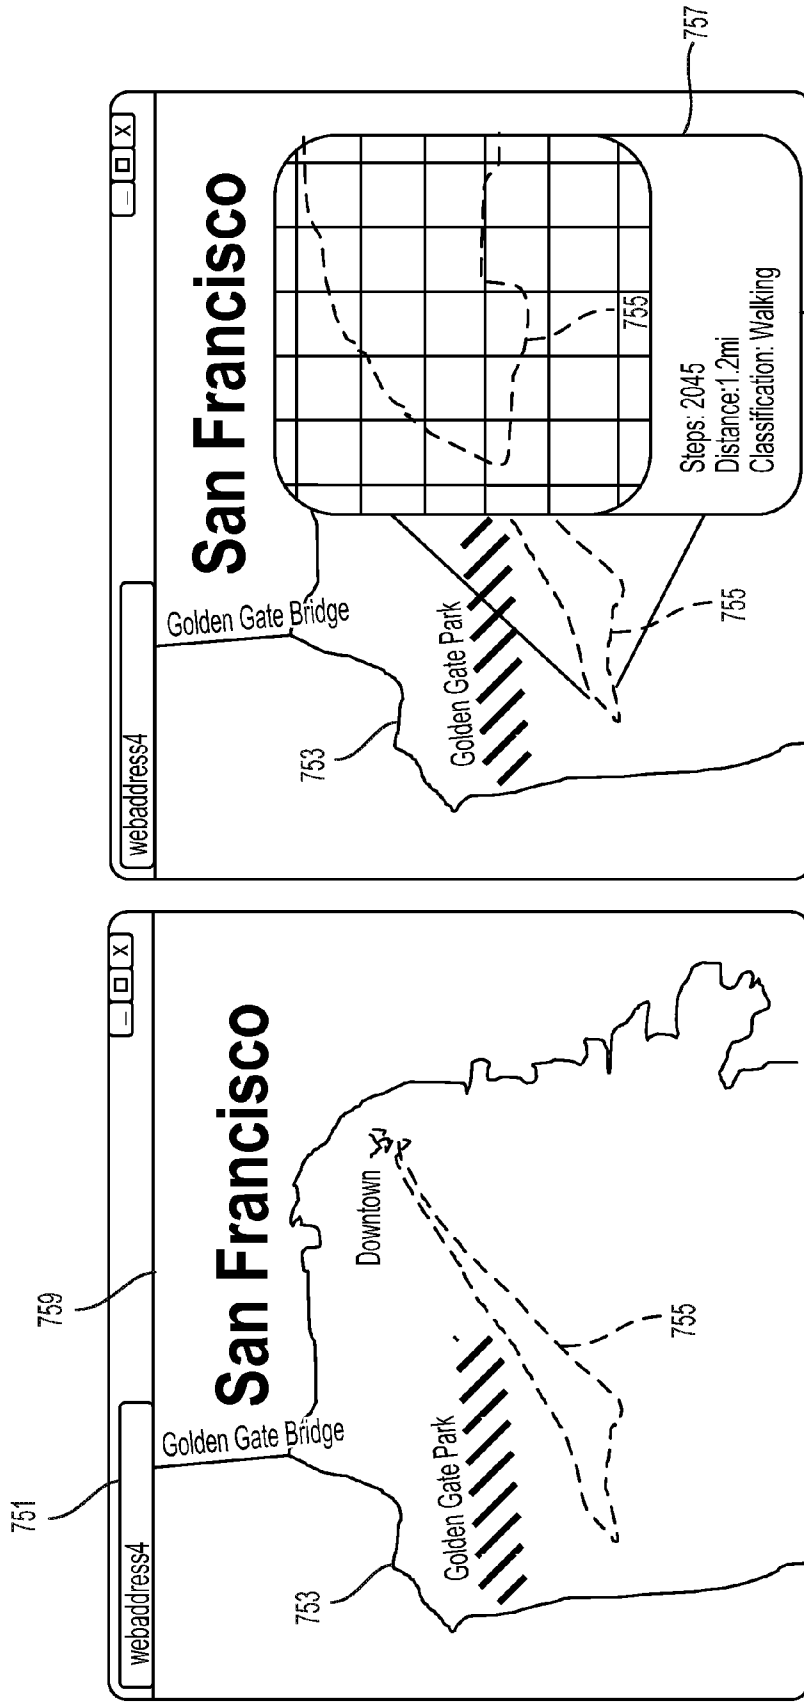 751
759
webaddress4
_ X
San Francisco
Golden Gate Bridge
753
Downtown
Golden Gate Park
755
webaddress4
_ X
San Francisco
Golden Gate Bridge
753
Golden Gate Park
755
755
Steps: 2045
Distance:1.2mi
Classification: Walking
757